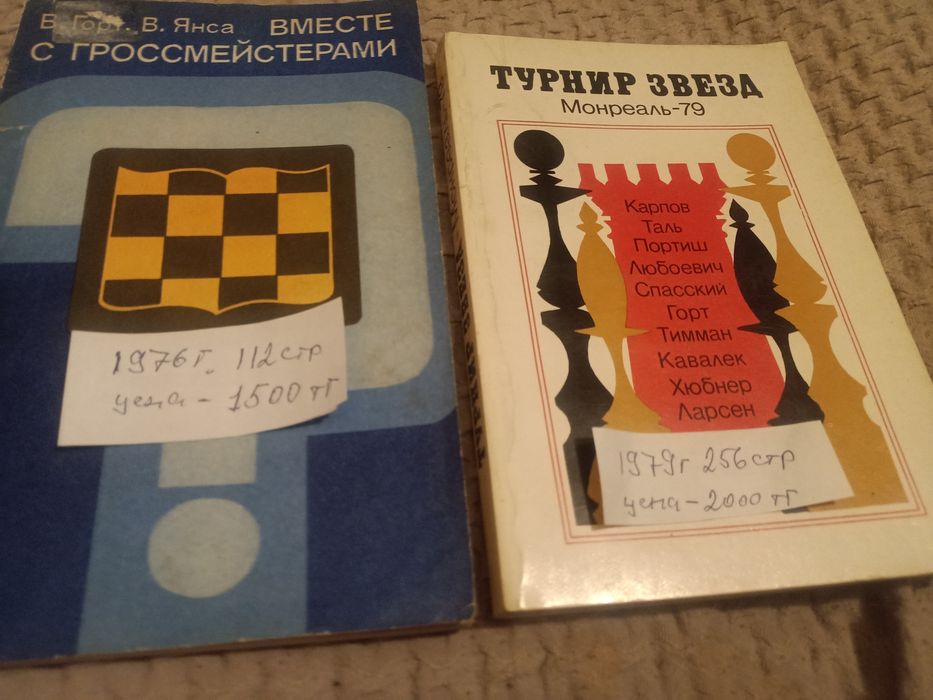 В. Горт. В. Янса ВМЕСТЕ
С ГРОССМЕЙСТЕРАМИ
1976г. 112стр
цена - 1500 тг
ТУРНИР ЗВЕЗД
Монреаль-79
Карпов
Таль
Портиш
Любоевич
Спасский
Горт
Тимман
Кавалек
Хюбнер
Ларсен
1979г 256стр
цена - 2000 тг